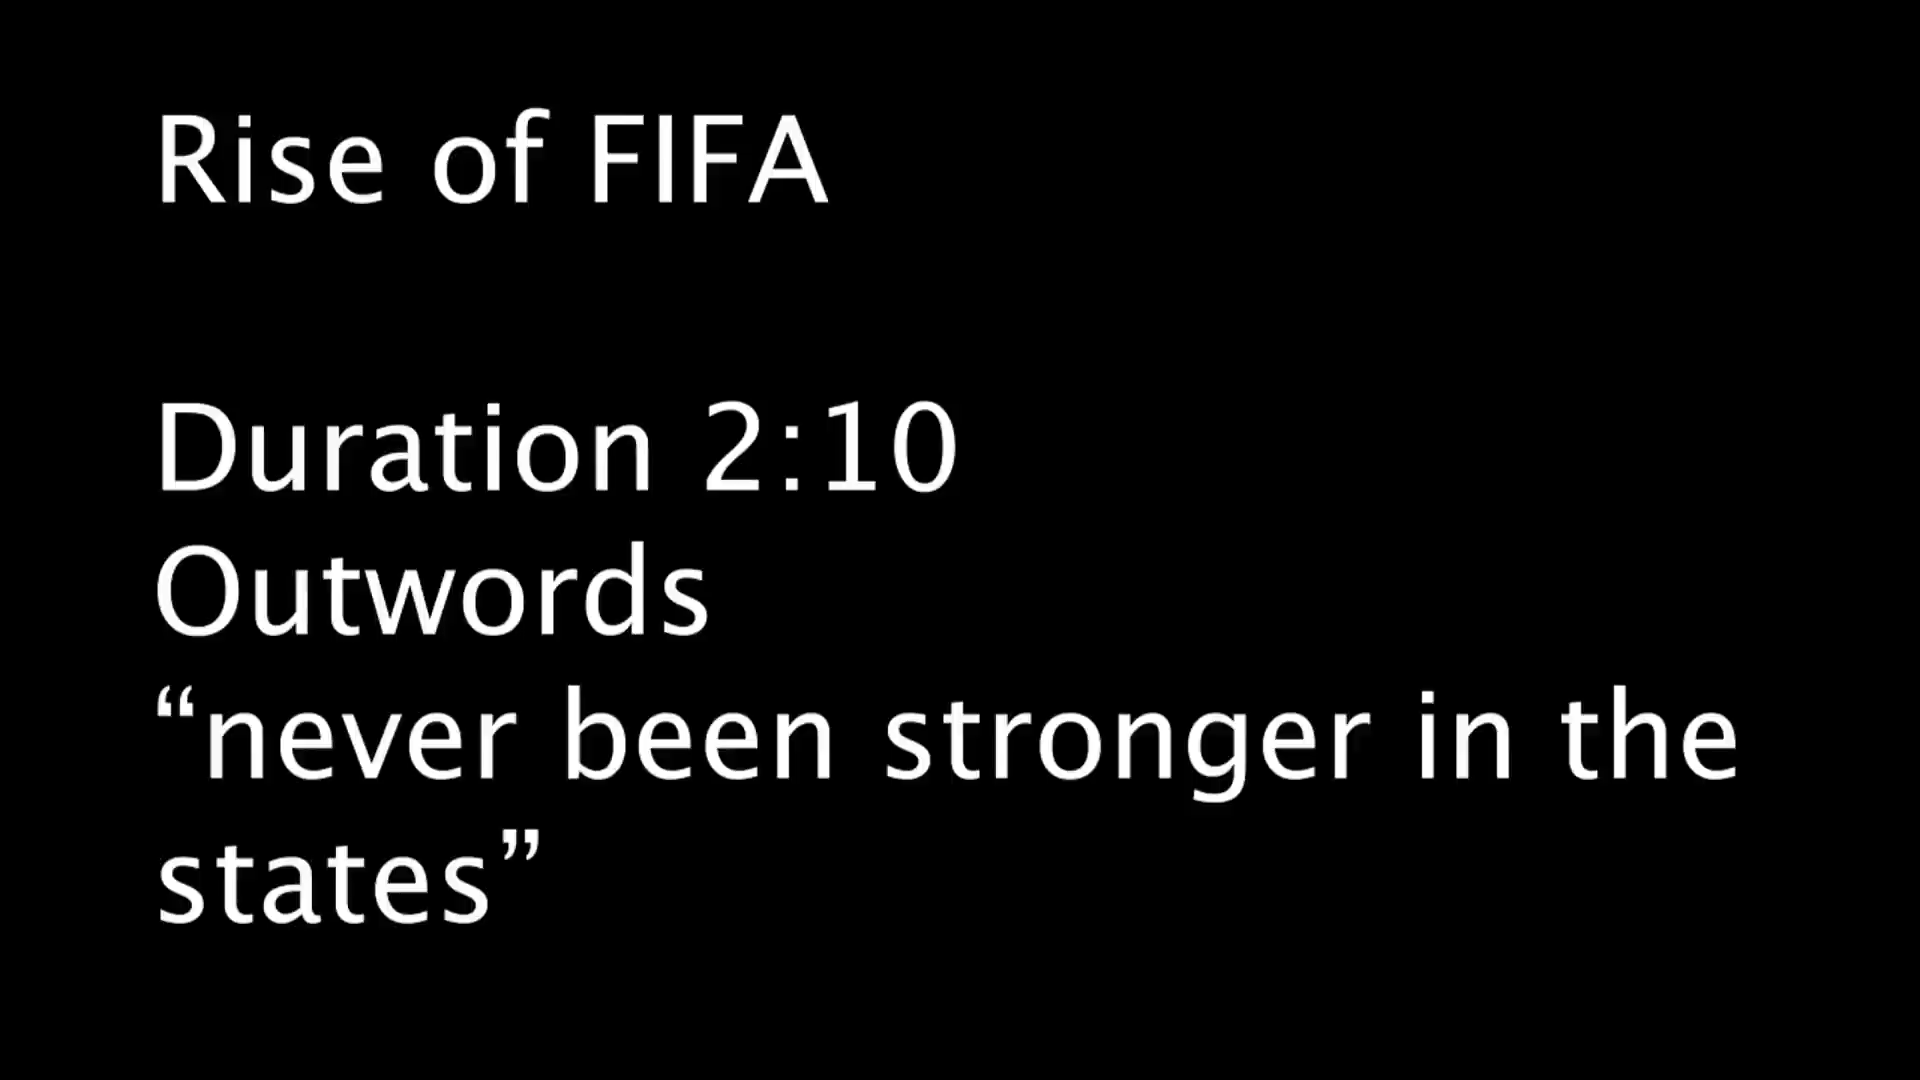 Rise of FIFA
Duration 2:10
Outwords
“never been stronger in the
states”